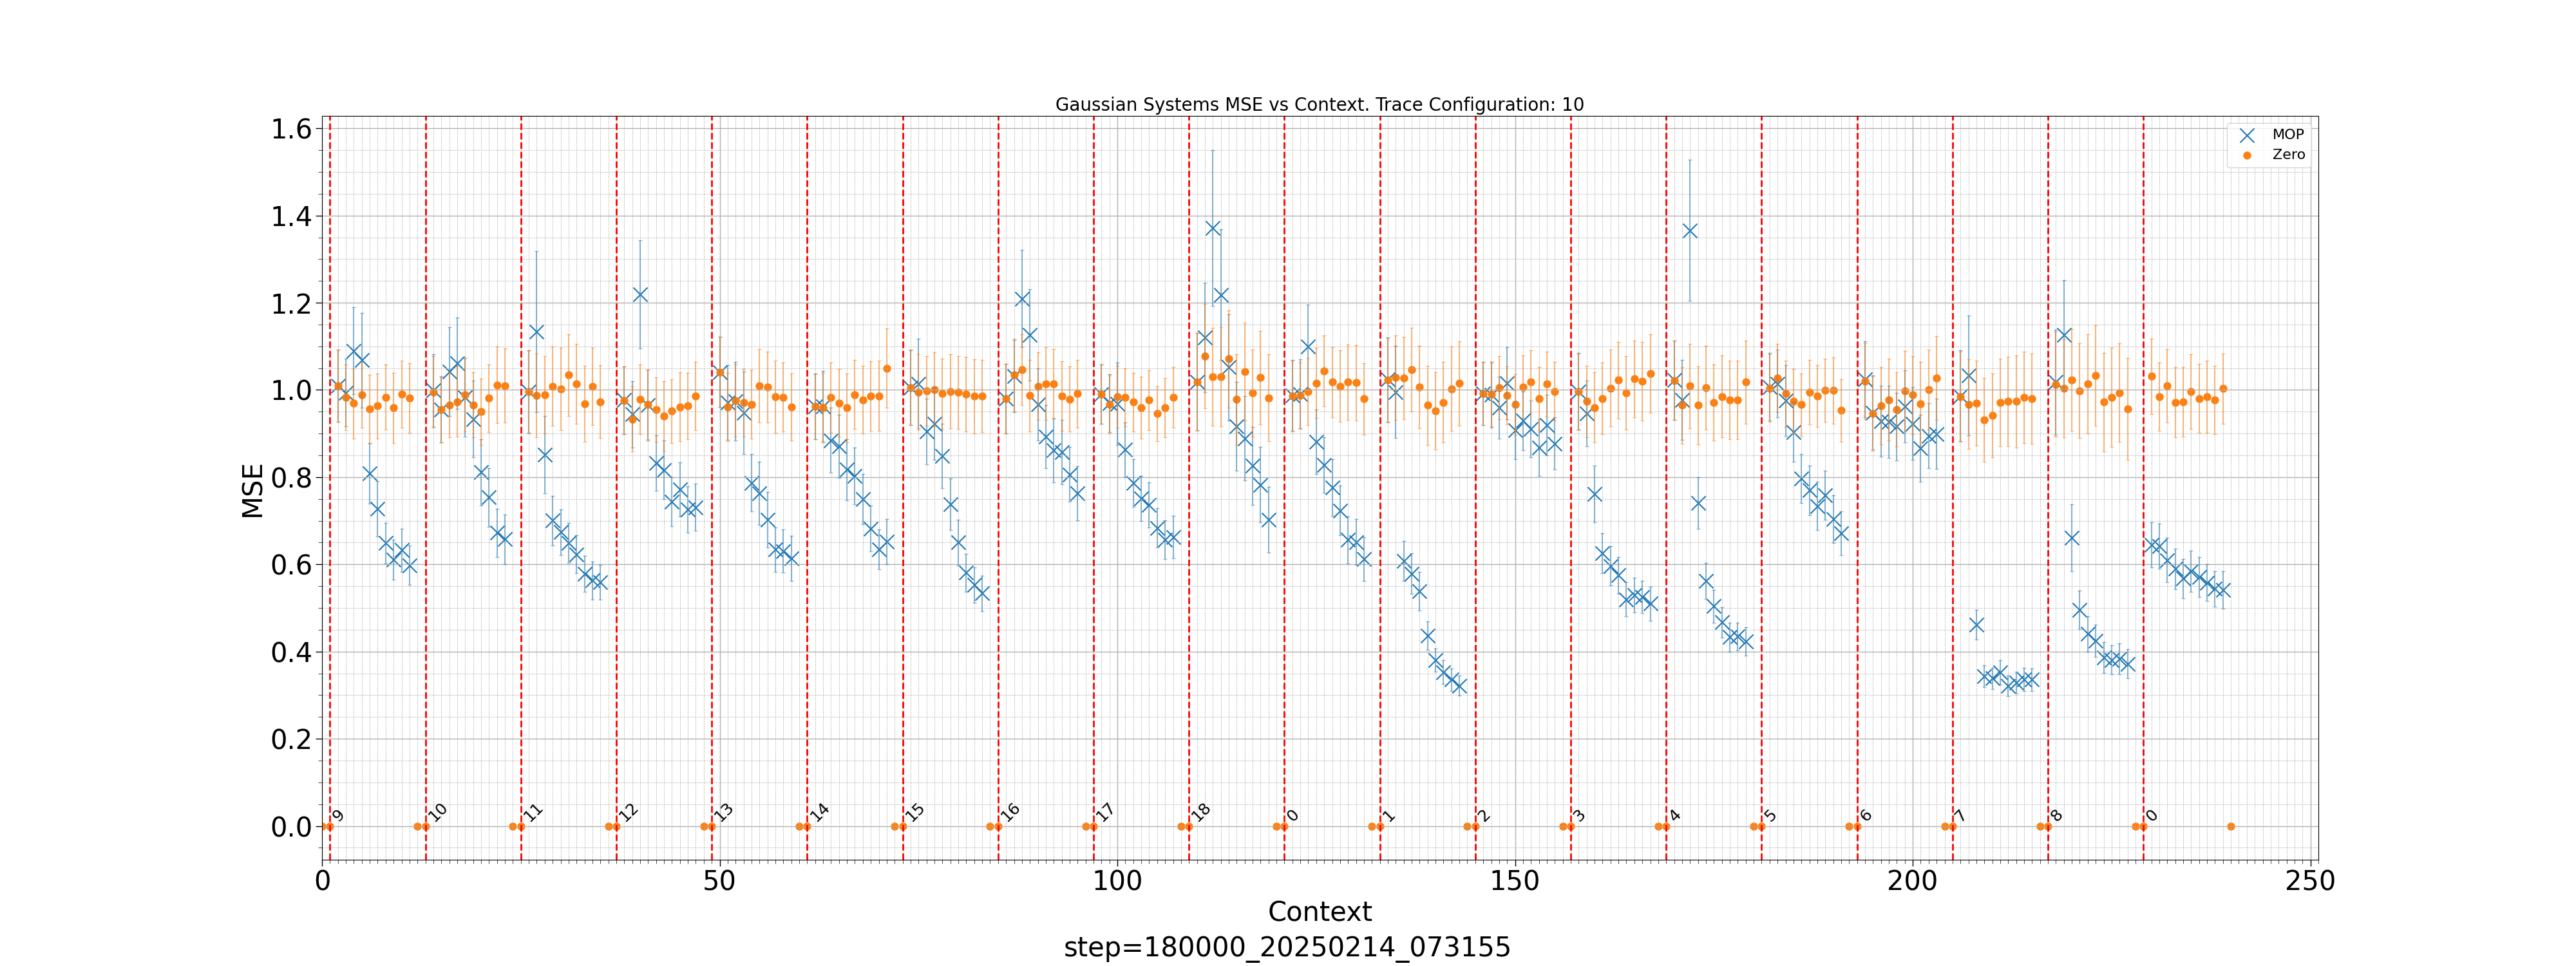 Gaussian Systems MSE vs Context. Trace Configuration: 10
MOP
Zero
MSE
1.6
1.4
1.2
1.0
0.8
0.6
0.4
0.2
0.0
9 10 11 12 13 14 15 16 17 18 0 1 2 3 4 5 6 7 8 0
0 50 100 150 200 250
Context
step=180000_20250214_073155